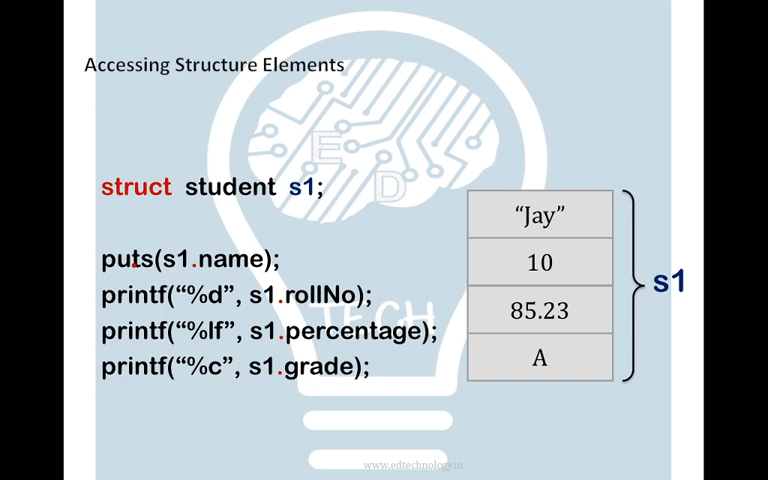 Accessing Structure Elements
E
D
TECH
struct student s1;
puts(s1.name);
printf(“%d”, s1.rollNo);
printf(“%lf”, s1.percentage);
printf(“%c”, s1.grade);
“Jay”
10
85.23
A
s1
www.edtechnology.in